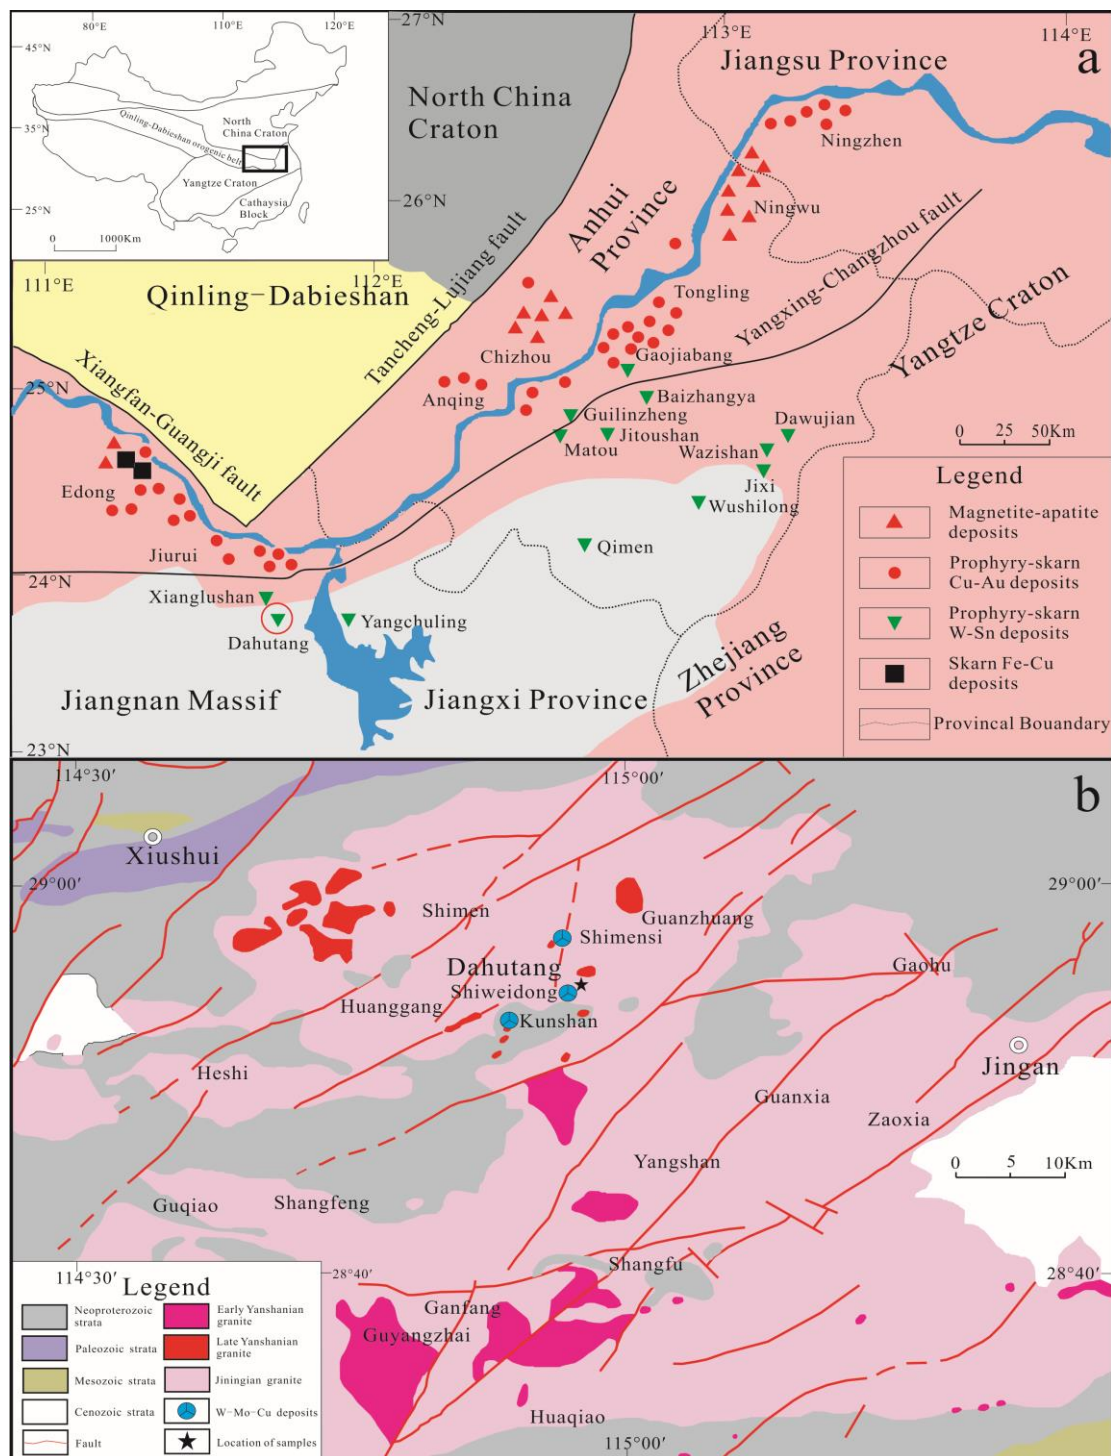 80°E
120°E
45°N
35°N
25°N
North
China Craton
Qinling-Dabieshan orogenic belt
Yangtze Craton
Cathaysia
Block
0 1000Km
27°N
113°E
114°E
Jiangsu Province
a
North China
Craton
Ningzhen
26°N
Anhui
Province
Ningwu
111°E
112°E
Qinling-Dabieshan
Tancheng-Lujiang fault
Yangxing-Changzhou fault
Yangtze Craton
Tongling
Chizhou
Gaojiabang
Xiangfan-Guangji fault
25°N
Anqing
Baizhangya
Guilinzheng
Dawujian
Jitoushan
Matou
Wazishan
0 25 50Km
Edong
Jixi
Wushilong
Jiurui
Qimen
24°N
Xianglushan
Yangchuling
Dahutang
Zhejiang
Province
Jiangnan Massif
Jiangxi Province
23°N
Legend
Magnetite-apatite
deposits
Prophyry-skarn
Cu-Au deposits
Prophyry-skarn
W-Sn deposits
Skarn Fe-Cu
deposits
Provincal Boundary
114°30′
115°00′
b
Xiushui
29°00′
29°00′
Shimen
Guanzhuang
Shimensi
Dahutang
Gaohu
Shiweidong
Huanggang
Kunshan
Jingan
Heshi
Guanxia
Zaoxia
Yangshan
0 5 10Km
Guqiao
Shangfeng
Shangfu
114°30′
28°40′
28°40′
Ganfang
Guyangzhai
Huaqiao
115°00′
Legend
Neoproterozoic
strata
Early Yanshanian
granite
Paleozoic strata
Late Yanshanian
granite
Mesozoic strata
Jiningian granite
Cenozoic strata
W-Mo-Cu deposits
Fault
Location of samples